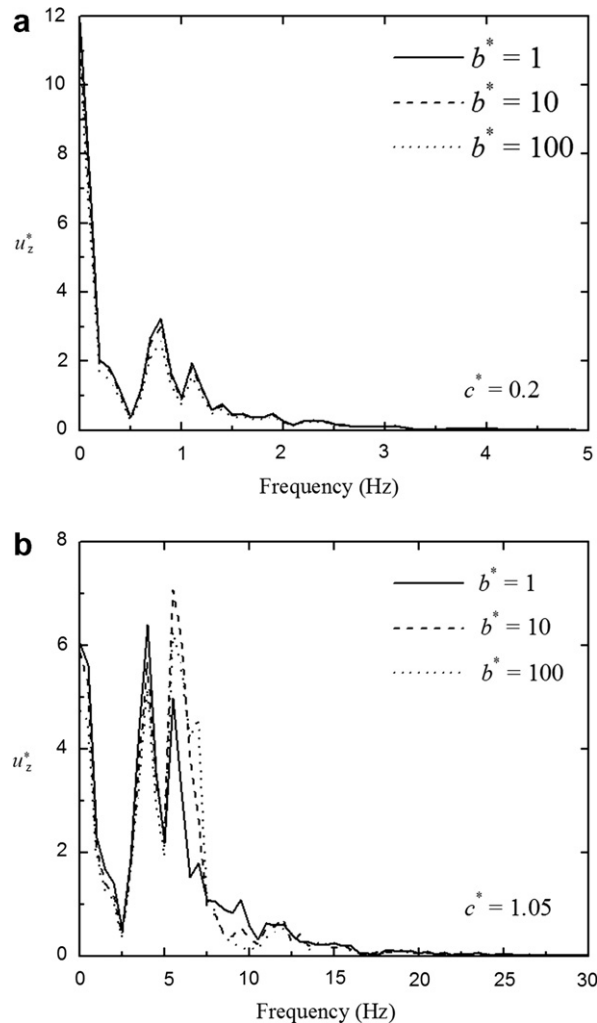 a
12
10
8
6
4
2
0
u*z
b* = 1
b* = 10
b* = 100
c* = 0.2
0 1 2 3 4 5
Frequency (Hz)
b
8
6
4
2
0
u*z
b* = 1
b* = 10
b* = 100
c* = 1.05
0 5 10 15 20 25 30
Frequency (Hz)